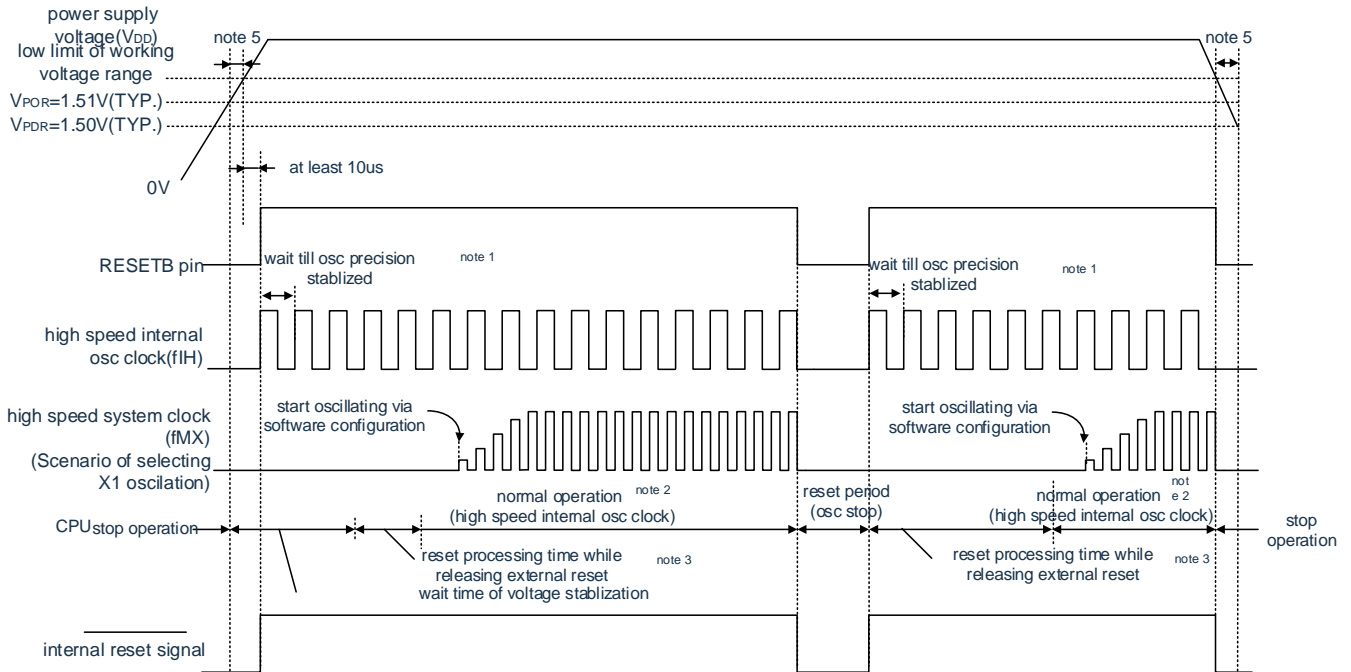 power supply
voltage(VDD)
note 5
note 5
low limit of working
voltage range
VPOR=1.51V(TYP.)
VPDR=1.50V(TYP.)
at least 10us
0V
RESETB pin
wait till osc precision
stablized
note 1
wait till osc precision
stablized
note 1
high speed internal
osc clock(fIH)
high speed system clock
(fMX)
(Scenario of selecting
X1 oscilation)
start oscillating via
software configuration
start oscillating via
software configuration
CPU
stop operation
normal operation note 2
(high speed internal osc clock)
reset period
(osc stop)
normal operation
not
e 2
(high speed internal osc clock)
stop
operation
reset processing time while
releasing external reset
note 3
wait time of voltage stablization
reset processing time while
releasing external reset
note 3
internal reset signal